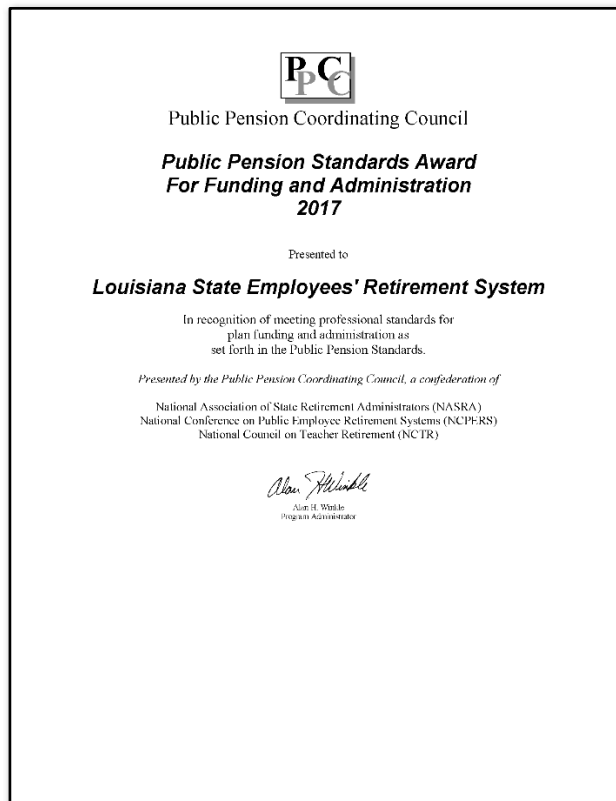 PPCC
Public Pension Coordinating Council
Public Pension Standards Award
For Funding and Administration
2017
Presented to
Louisiana State Employees' Retirement System
In recognition of meeting professional standards for
plan funding and administration as
set forth in the Public Pension Standards.
Presented by the Public Pension Coordinating Council, a confederation of
National Association of State Retirement Administrators (NASRA)
National Conference on Public Employee Retirement Systems (NCPERS)
National Council on Teacher Retirement (NCTR)
Alan H Winkle
Alan H. Winkle
Program Administrator